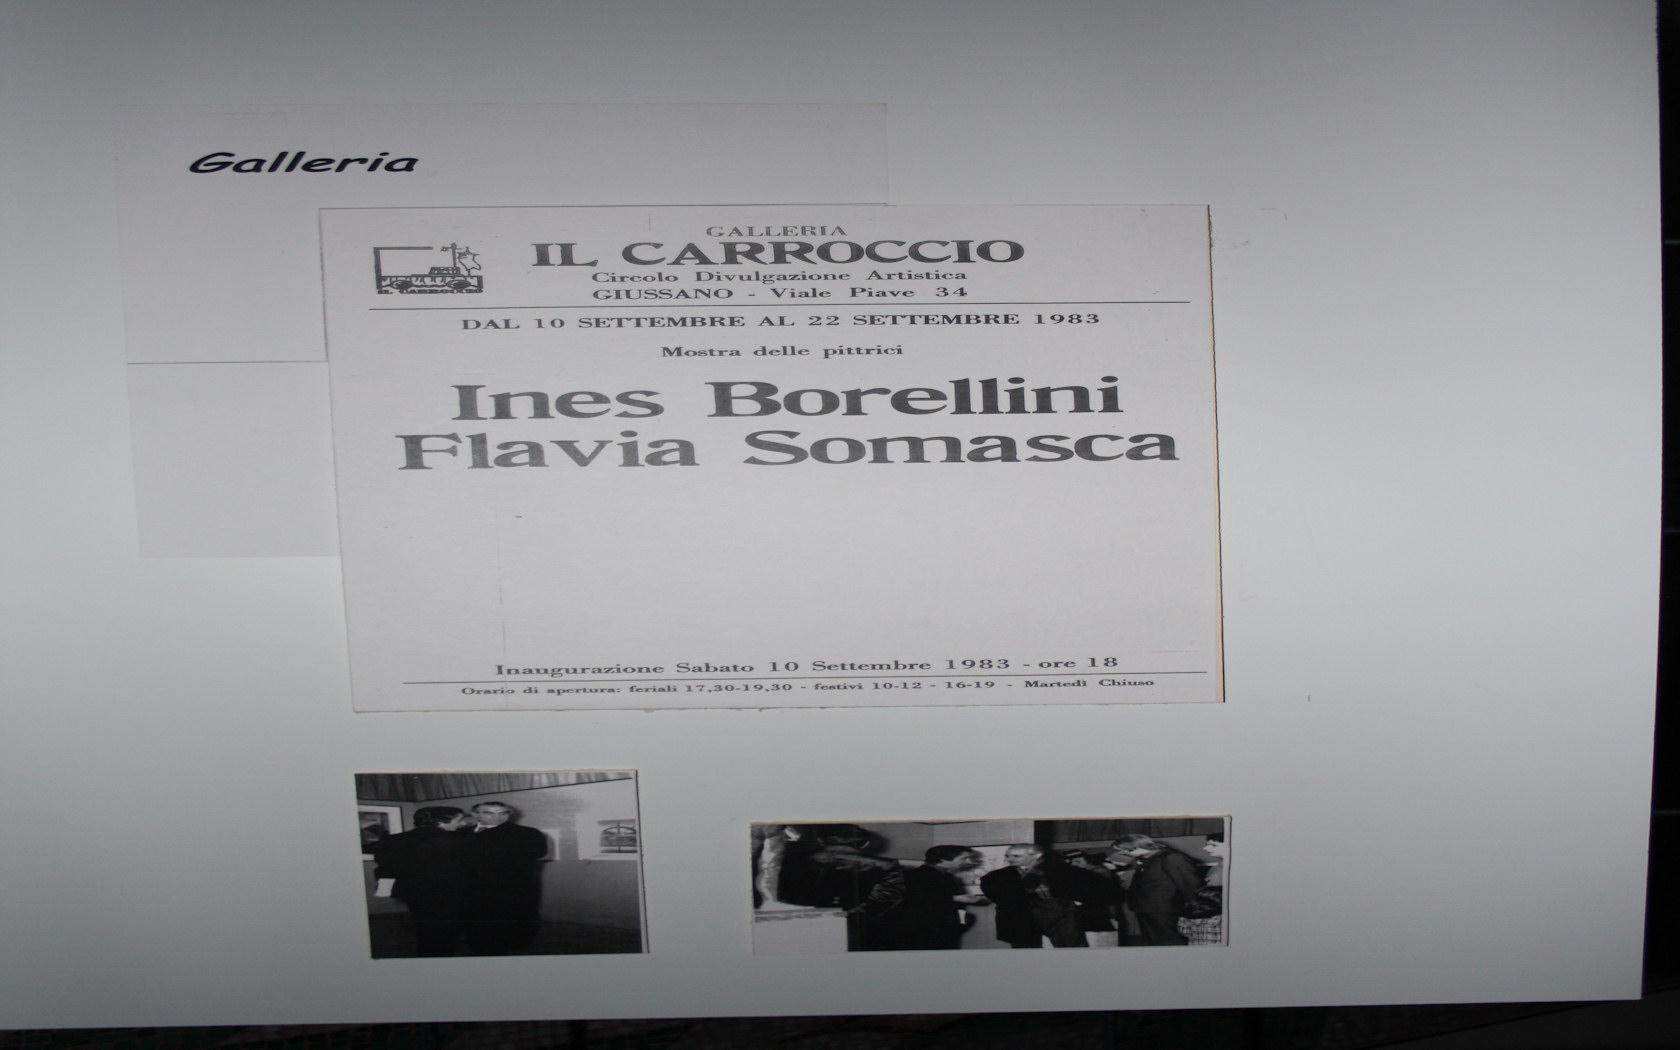 Galleria
GALLERIA
IL CARROCCIO
Circolo Divulgazione Artistica
GIUSSANO - Viale Piave 34
IL CARROCCIO
DAL 10 SETTEMBRE AL 22 SETTEMBRE 1983
Mostra delle pittrici
Ines Borellini
Flavia Somasca
Inaugurazione Sabato 10 Settembre 1983 - ore 18
Orario di apertura: feriali 17,30-19,30 - festivi 10-12 - 16-19 - Martedì Chiuso